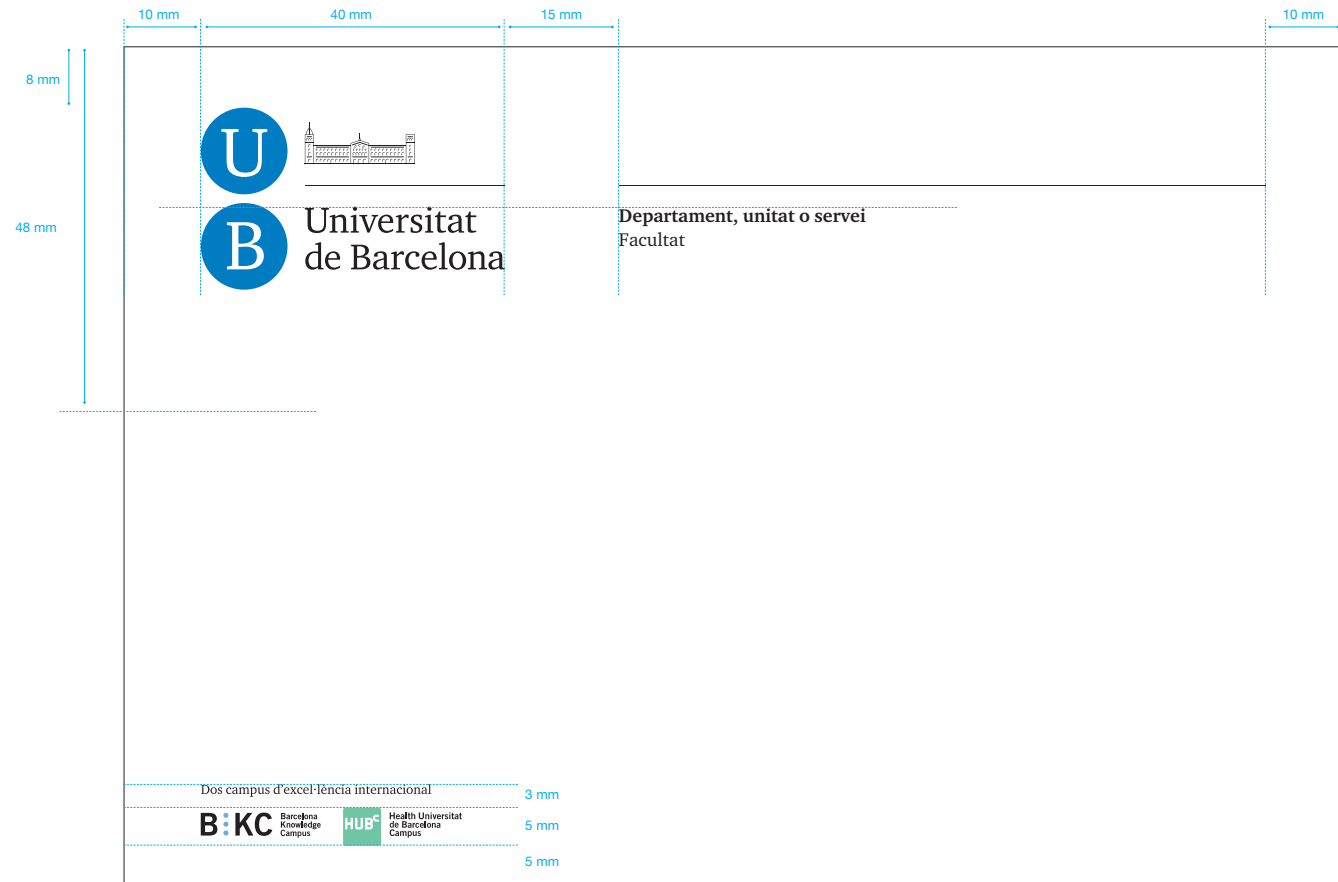 10 mm
40 mm
15 mm
10 mm
8 mm
48 mm
U
B
Universitat
de Barcelona
Departament, unitat o servei
Facultat
Dos campus d'excel·lència internacional
3 mm
B:KC
Barcelona
Knowledge
Campus
HUBc
Health Universitat
de Barcelona
Campus
5 mm
5 mm